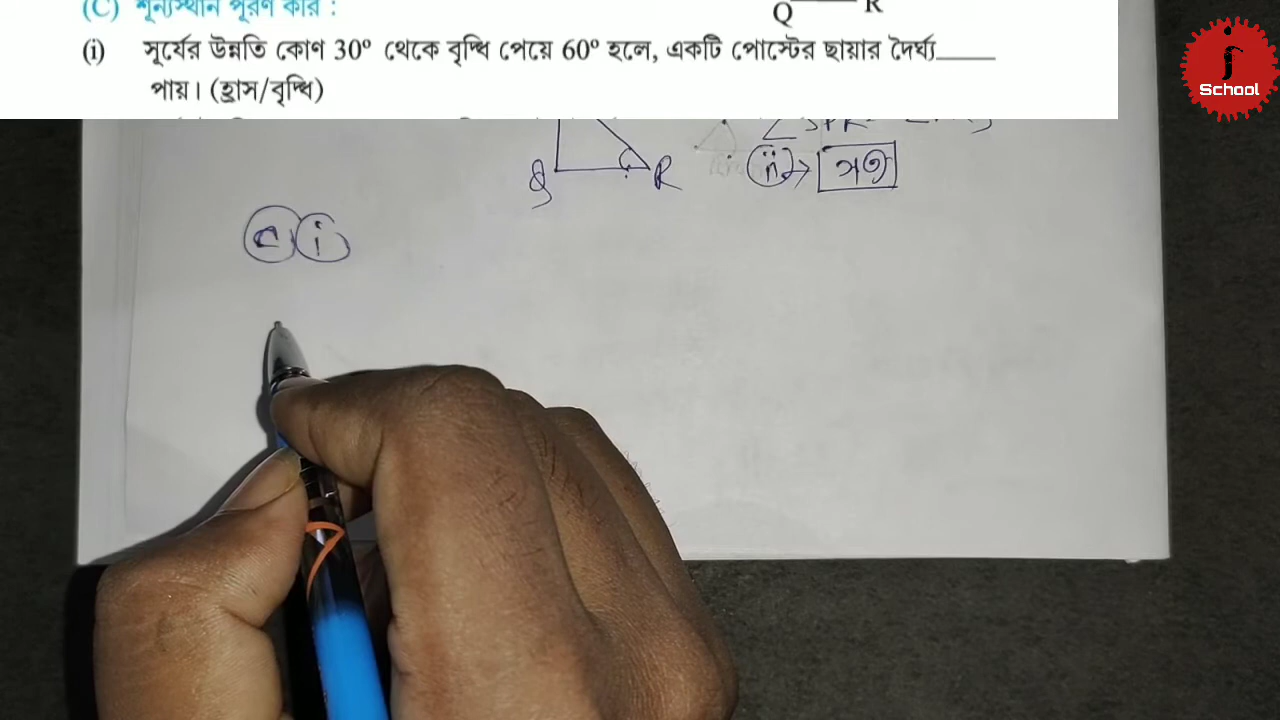 (C) শূন্যস্থান পূরণ করি :
Q R
(i) সূর্যের উন্নতি কোণ 30° থেকে বৃদ্ধি পেয়ে 60° হলে, একটি পোস্টের ছায়ার দৈর্ঘ্য_____
পায়। (হ্রাস/বৃদ্ধি)
School
Q R
ii → সত্য
C i